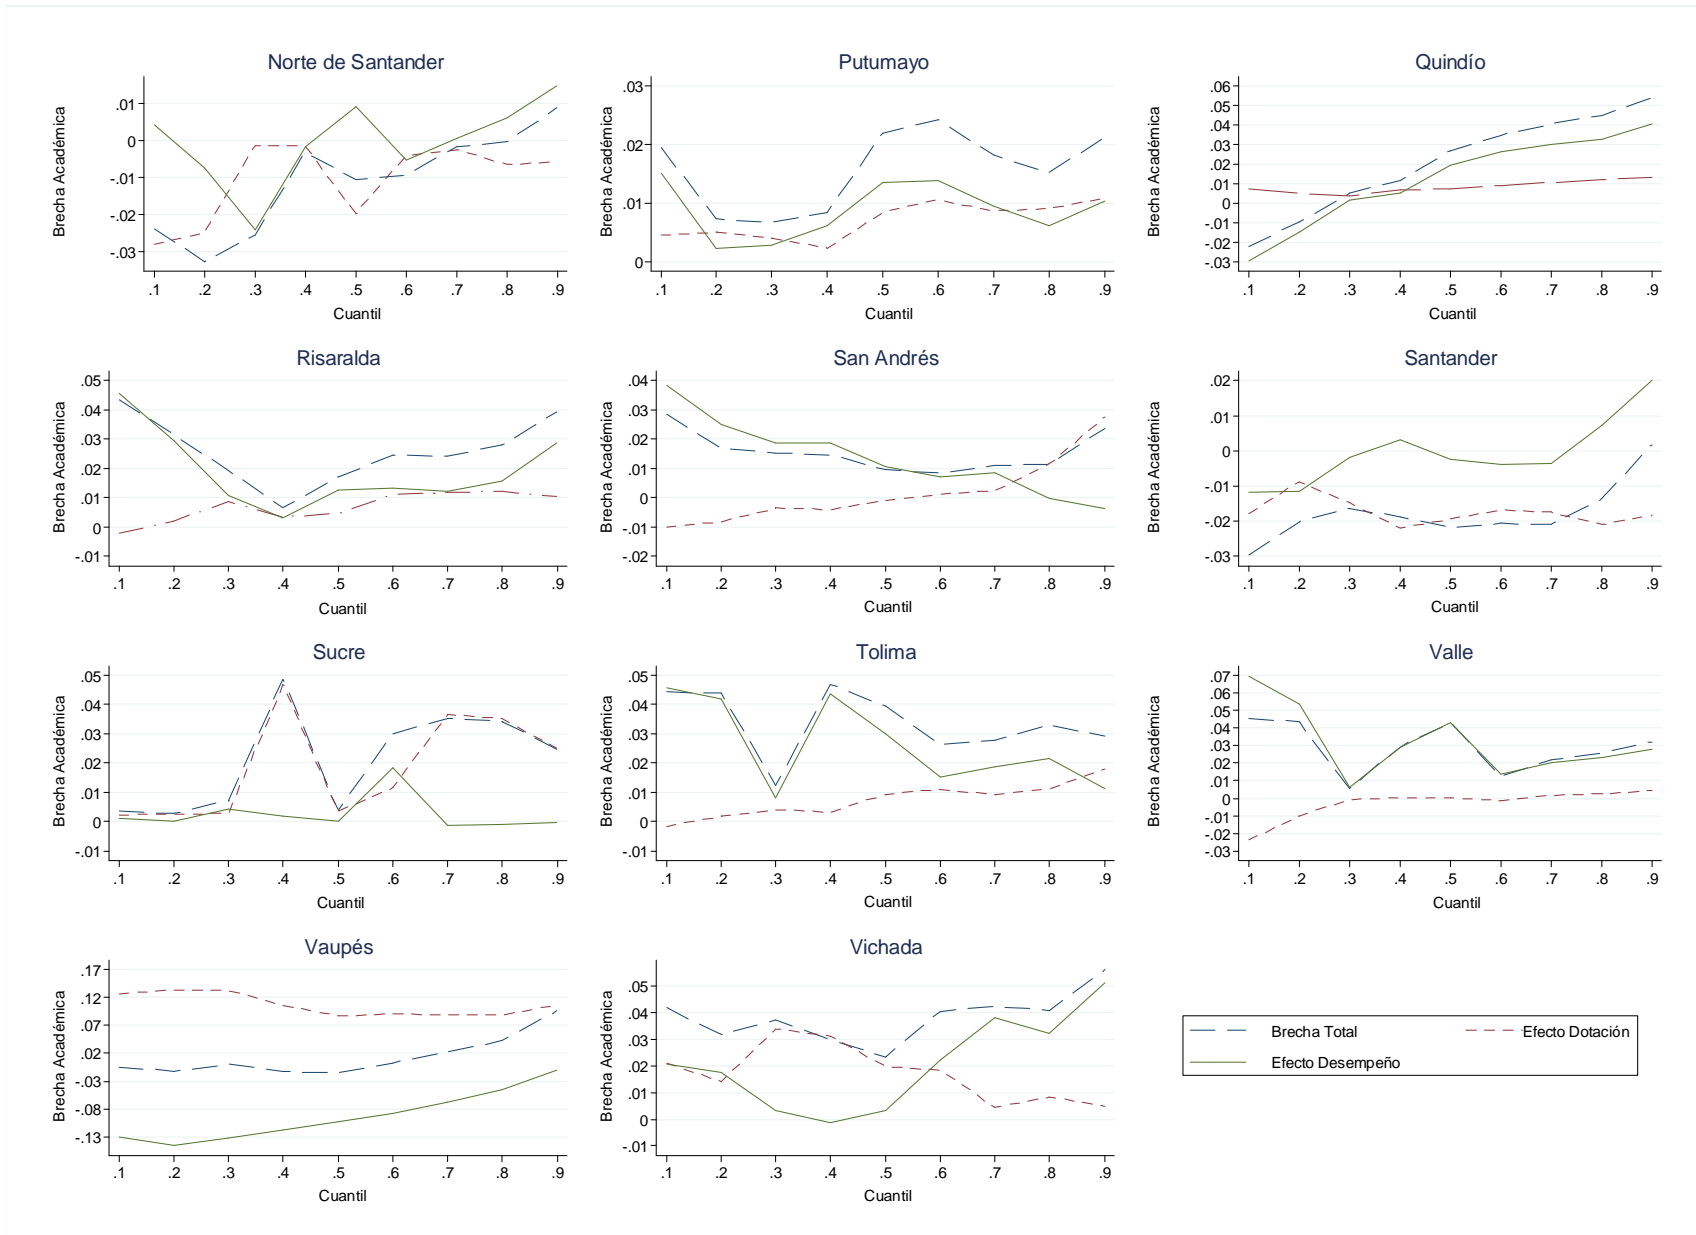 Norte de Santander
Brecha Académica
.01
0
-.01
-.02
-.03
.1 .2 .3 .4 .5 .6 .7 .8 .9
Cuantil
Putumayo
Brecha Académica
.03
.02
.01
0
.1 .2 .3 .4 .5 .6 .7 .8 .9
Cuantil
Quindío
Brecha Académica
.06
.05
.04
.03
.02
.01
0
-.01
-.02
-.03
.1 .2 .3 .4 .5 .6 .7 .8 .9
Cuantil
Risaralda
Brecha Académica
.05
.04
.03
.02
.01
0
-.01
.1 .2 .3 .4 .5 .6 .7 .8 .9
Cuantil
San Andrés
Brecha Académica
.04
.03
.02
.01
0
-.01
-.02
.1 .2 .3 .4 .5 .6 .7 .8 .9
Cuantil
Santander
Brecha Académica
.02
.01
0
-.01
-.02
-.03
.1 .2 .3 .4 .5 .6 .7 .8 .9
Cuantil
Sucre
Brecha Académica
.05
.04
.03
.02
.01
0
-.01
.1 .2 .3 .4 .5 .6 .7 .8 .9
Cuantil
Tolima
Brecha Académica
.05
.04
.03
.02
.01
0
-.01
.1 .2 .3 .4 .5 .6 .7 .8 .9
Cuantil
Valle
Brecha Académica
.07
.06
.05
.04
.03
.02
.01
0
-.01
-.02
-.03
.1 .2 .3 .4 .5 .6 .7 .8 .9
Cuantil
Vaupés
Brecha Académica
.17
.12
.07
.02
-.03
-.08
-.13
.1 .2 .3 .4 .5 .6 .7 .8 .9
Cuantil
Vichada
Brecha Académica
.05
.04
.03
.02
.01
0
-.01
.1 .2 .3 .4 .5 .6 .7 .8 .9
Cuantil
Brecha Total Efecto Dotación
Efecto Desempeño